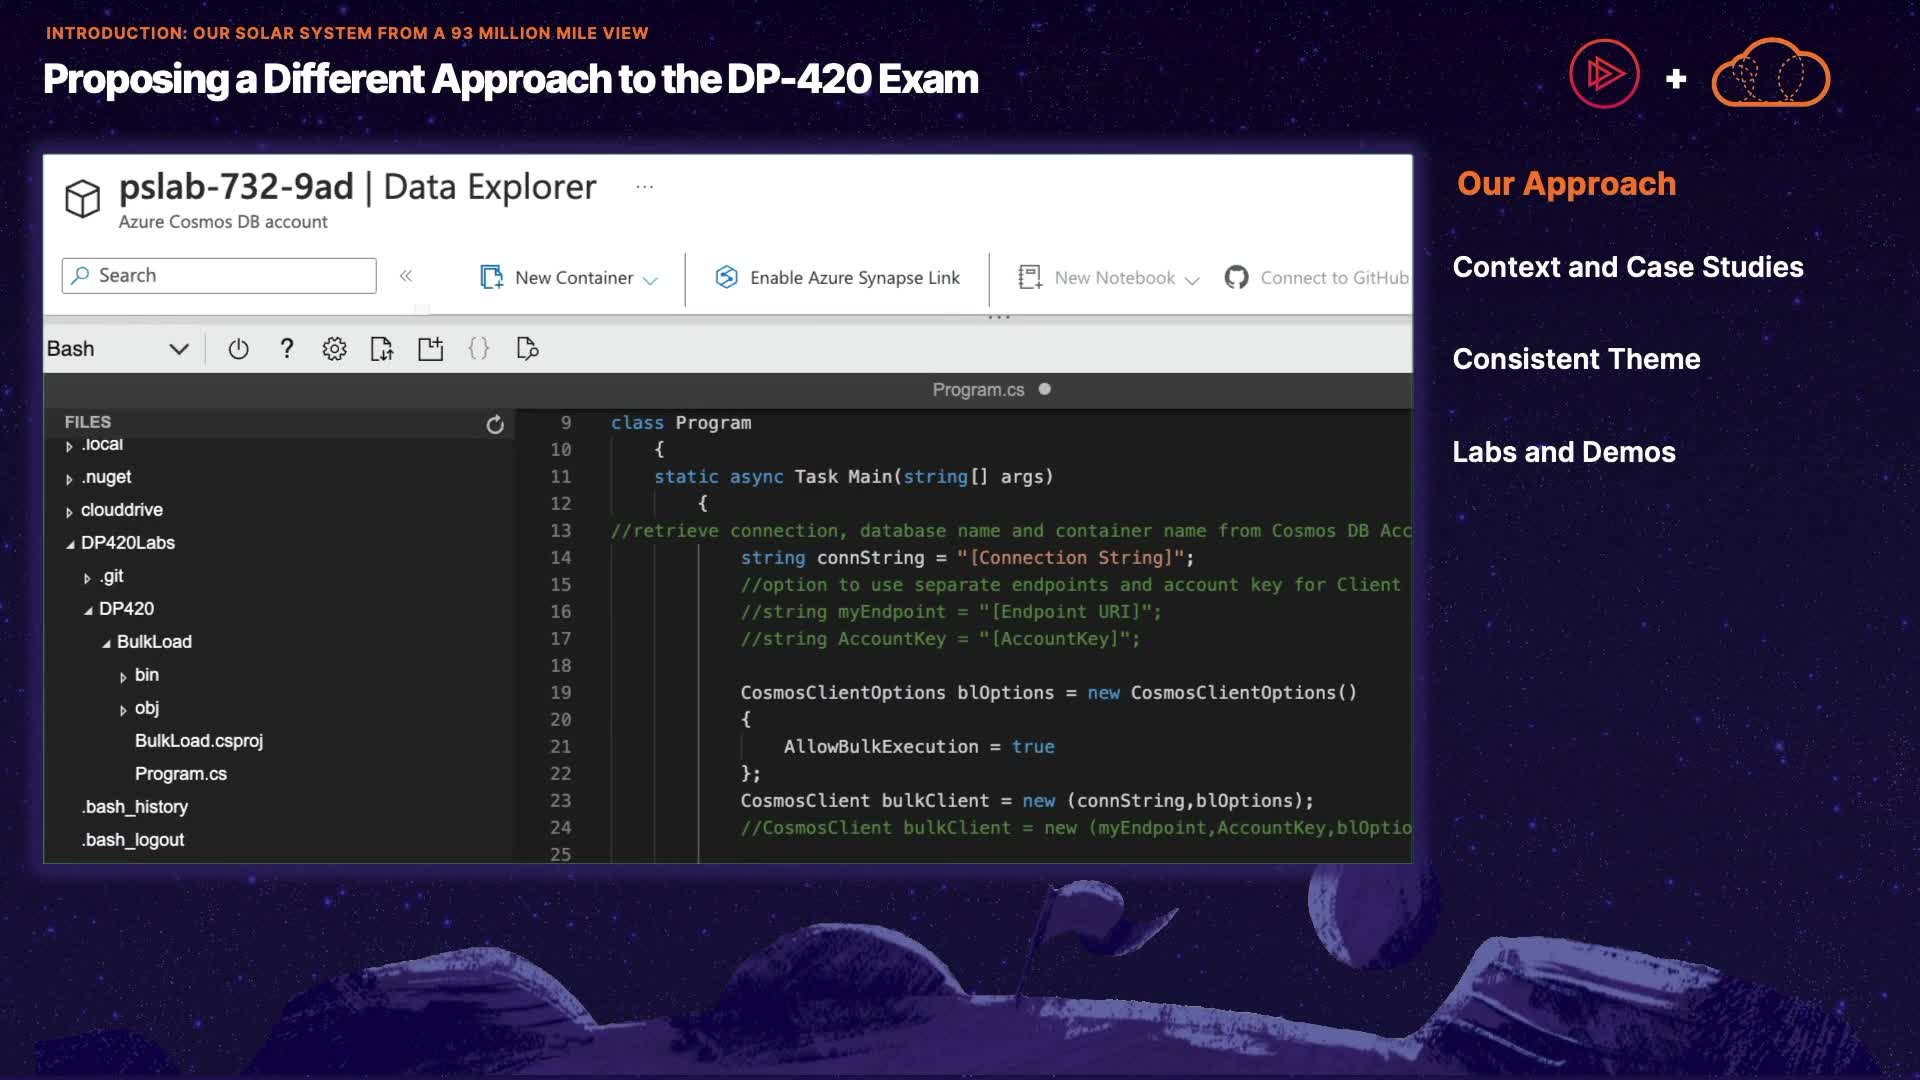 INTRODUCTION: OUR SOLAR SYSTEM FROM A 93 MILLION MILE VIEW
Proposing a Different Approach to the DP-420 Exam
pslab-732-9ad | Data Explorer ...
Azure Cosmos DB account
Search
«
New Container
Enable Azure Synapse Link
New Notebook
Connect to GitHub
Bash
Program.cs
FILES
.local
.nuget
clouddrive
DP420Labs
.git
DP420
BulkLoad
bin
obj
BulkLoad.csproj
Program.cs
.bash_history
.bash_logout
9 class Program
10 {
11 static async Task Main(string[] args)
12 {
13 //retrieve connection, database name and container name from Cosmos DB Acc
14 string connString = "[Connection String]";
15 //option to use separate endpoints and account key for Client
16 //string myEndpoint = "[Endpoint URI]";
17 //string AccountKey = "[AccountKey]";
18
19 CosmosClientOptions blOptions = new CosmosClientOptions()
20 {
21 AllowBulkExecution = true
22 };
23 CosmosClient bulkClient = new (connString,blOptions);
24 //CosmosClient bulkClient = new (myEndpoint,AccountKey,blOptio
25
Our Approach
Context and Case Studies
Consistent Theme
Labs and Demos